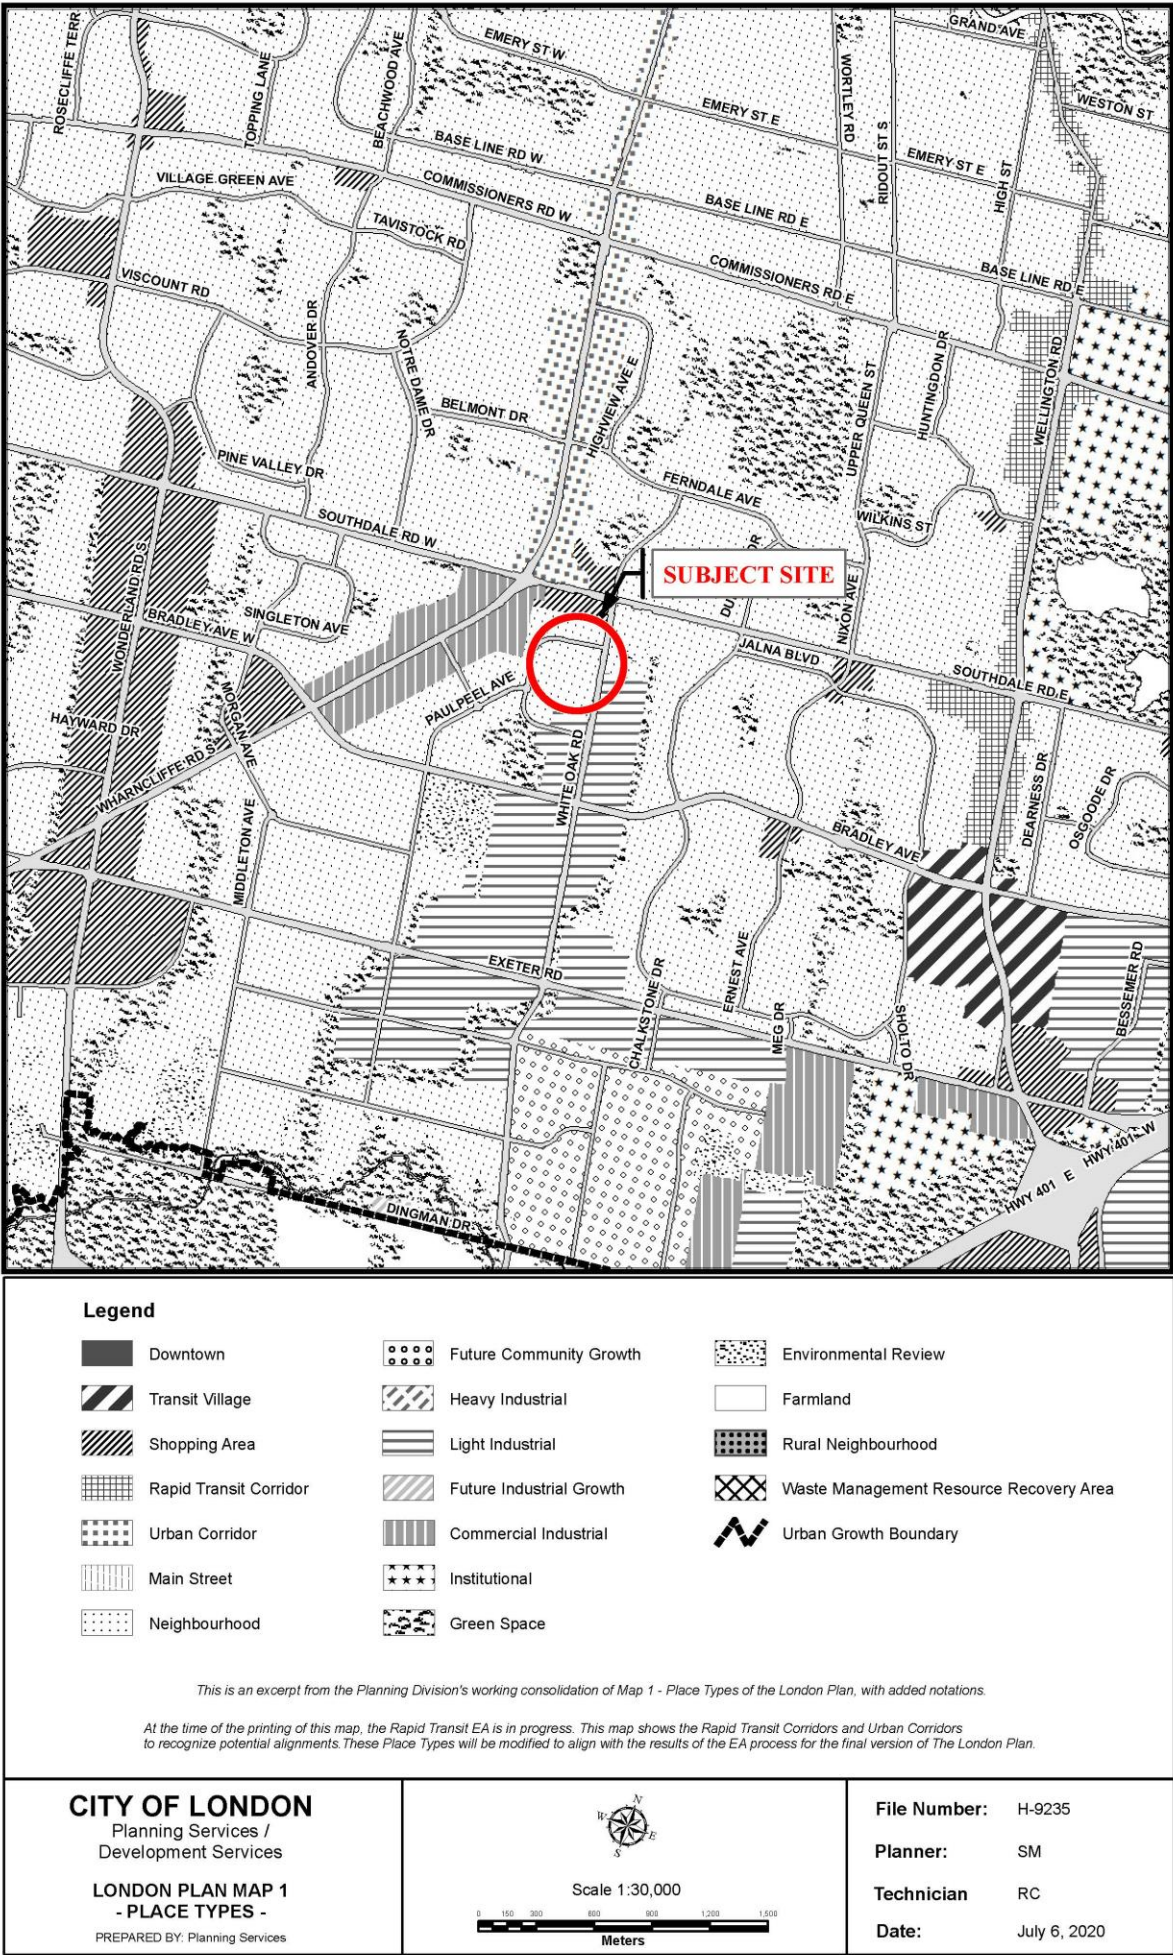 ROSECLIFFE TERR
TOPPING LANE
BEACHWOOD AVE
EMERY ST W
GRAND AVE
WORTLEY RD
RIDOUT ST S
WESTON ST
EMERY ST E
EMERY ST E
HIGH ST
BASE LINE RD W
VILLAGE GREEN AVE
COMMISSIONERS RD W
BASE LINE RD E
TAVISTOCK RD
COMMISSIONERS RD E
BASE LINE RD E
VISCOUNT RD
ANDOVER DR
NOTRE DAME DR
HIGHVIEW AVE E
UPPER QUEEN ST
HUNTINGDON DR
WELLINGTON RD
BELMONT DR
PINE VALLEY DR
FERNDALE AVE
WILKINS ST
SOUTHDALE RD W
SUBJECT SITE
DU
DR
NIXON AVE
WONDERLAND RD S
BRADLEY AVE W
SINGLETON AVE
JALNA BLVD
SOUTHDALE RD E
MORGAN AVE
PAULPEEL AVE
HAYWARD DR
WHARNCLIFFE RD S
WHITE OAK RD
DEARNESS DR
OSGOODE DR
MIDDLETON AVE
BRADLEY AVE
EXETER RD
CHALKSTONE DR
ERNEST AVE
MEG DR
SHOLTO DR
BESSEMER RD
HWY 401 W
HWY 401 E
DINGMAN DR
Legend
Downtown
Transit Village
Shopping Area
Rapid Transit Corridor
Urban Corridor
Main Street
Neighbourhood
Future Community Growth
Heavy Industrial
Light Industrial
Future Industrial Growth
Commercial Industrial
Institutional
Green Space
Environmental Review
Farmland
Rural Neighbourhood
Waste Management Resource Recovery Area
Urban Growth Boundary
This is an excerpt from the Planning Division's working consolidation of Map 1 - Place Types of the London Plan, with added notations.
At the time of the printing of this map, the Rapid Transit EA is in progress. This map shows the Rapid Transit Corridors and Urban Corridors
to recognize potential alignments. These Place Types will be modified to align with the results of the EA process for the final version of The London Plan.
CITY OF LONDON
Planning Services /
Development Services
LONDON PLAN MAP 1
- PLACE TYPES -
PREPARED BY: Planning Services
N
W
E
S
Scale 1:30,000
0 150 300 600 900 1,200 1,500
Meters
File Number: H-9235
Planner: SM
Technician RC
Date: July 6, 2020